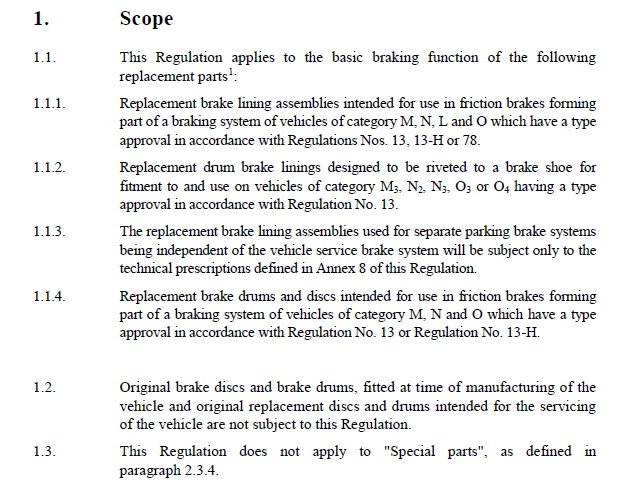 1. Scope
1.1. This Regulation applies to the basic braking function of the following
replacement parts¹:
1.1.1. Replacement brake lining assemblies intended for use in friction brakes forming
part of a braking system of vehicles of category M, N, L and O which have a type
approval in accordance with Regulations Nos. 13, 13-H or 78.
1.1.2. Replacement drum brake linings designed to be riveted to a brake shoe for
fitment to and use on vehicles of category M₃, N₂, N₃, O₃ or O₄ having a type
approval in accordance with Regulation No. 13.
1.1.3. The replacement brake lining assemblies used for separate parking brake systems
being independent of the vehicle service brake system will be subject only to the
technical prescriptions defined in Annex 8 of this Regulation.
1.1.4. Replacement brake drums and discs intended for use in friction brakes forming
part of a braking system of vehicles of category M, N and O which have a type
approval in accordance with Regulation No. 13 or Regulation No. 13-H.
1.2. Original brake discs and brake drums, fitted at time of manufacturing of the
vehicle and original replacement discs and drums intended for the servicing
of the vehicle are not subject to this Regulation.
1.3. This Regulation does not apply to "Special parts", as defined in
paragraph 2.3.4.